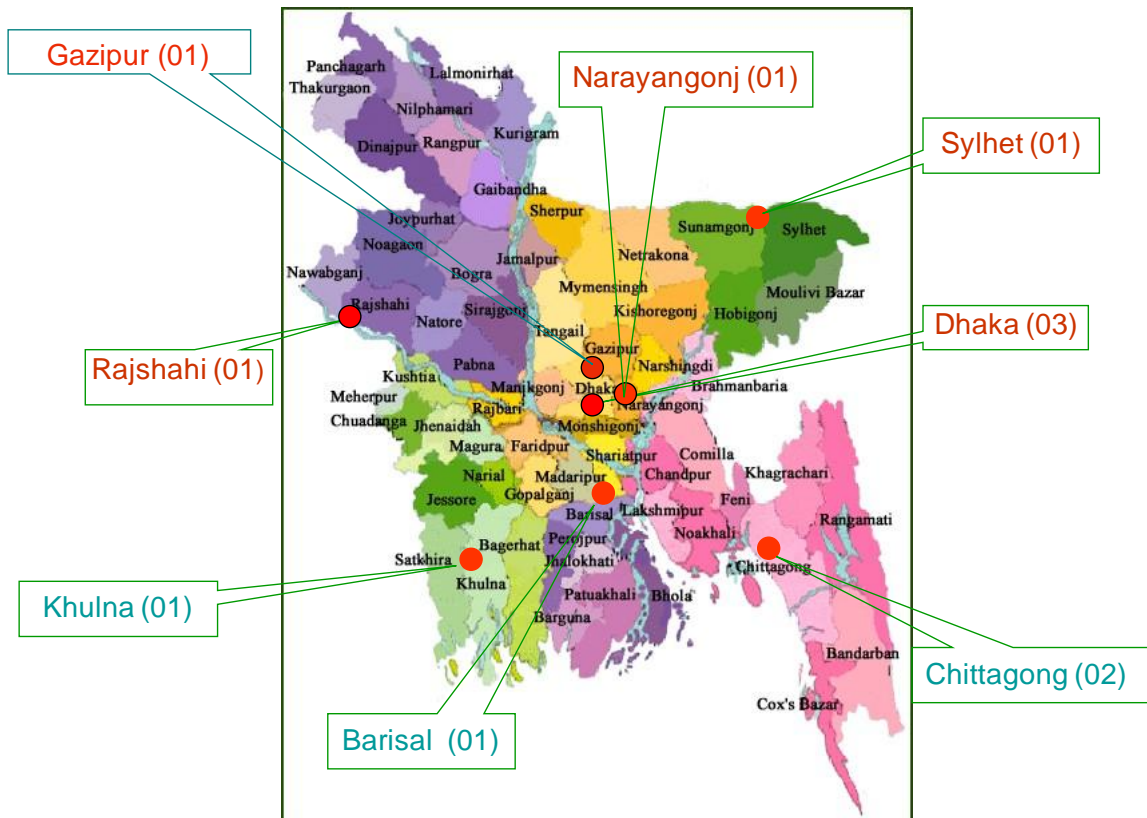 Gazipur (01)
Narayangonj (01)
Sylhet (01)
Dhaka (03)
Rajshahi (01)
Khulna (01)
Barisal (01)
Chittagong (02)
Panchagarh
Lalmonirhat
Thakurgaon
Nilphamari
Kurigram
Dinajpur
Rangpur
Gaibandha
Sherpur
Joypurhat
Sunamgonj
Sylhet
Noagaon
Jamalpur
Netrakona
Nawabganj
Bogra
Mymensingh
Moulivi Bazar
Rajshahi
Sirajgonj
Kishoregonj
Hobigonj
Natore
Tangail
Gazipur
Pabna
Narshingdi
Kushtia
Manikgonj
Dhaka
Brahmanbaria
Meherpur
Rajbari
Narayangonj
Chuadanga
Jhenaidah
Monshigonj
Magura
Faridpur
Shariatpur
Comilla
Narial
Madaripur
Chandpur
Khagrachari
Jessore
Gopalganj
Feni
Barisal
Lakshmipur
Rangamati
Noakhali
Perojpur
Bagerhat
Satkhira
Jhalokhati
Chittagong
Khulna
Patuakhali
Bhola
Barguna
Bandarban
Cox's Bazar